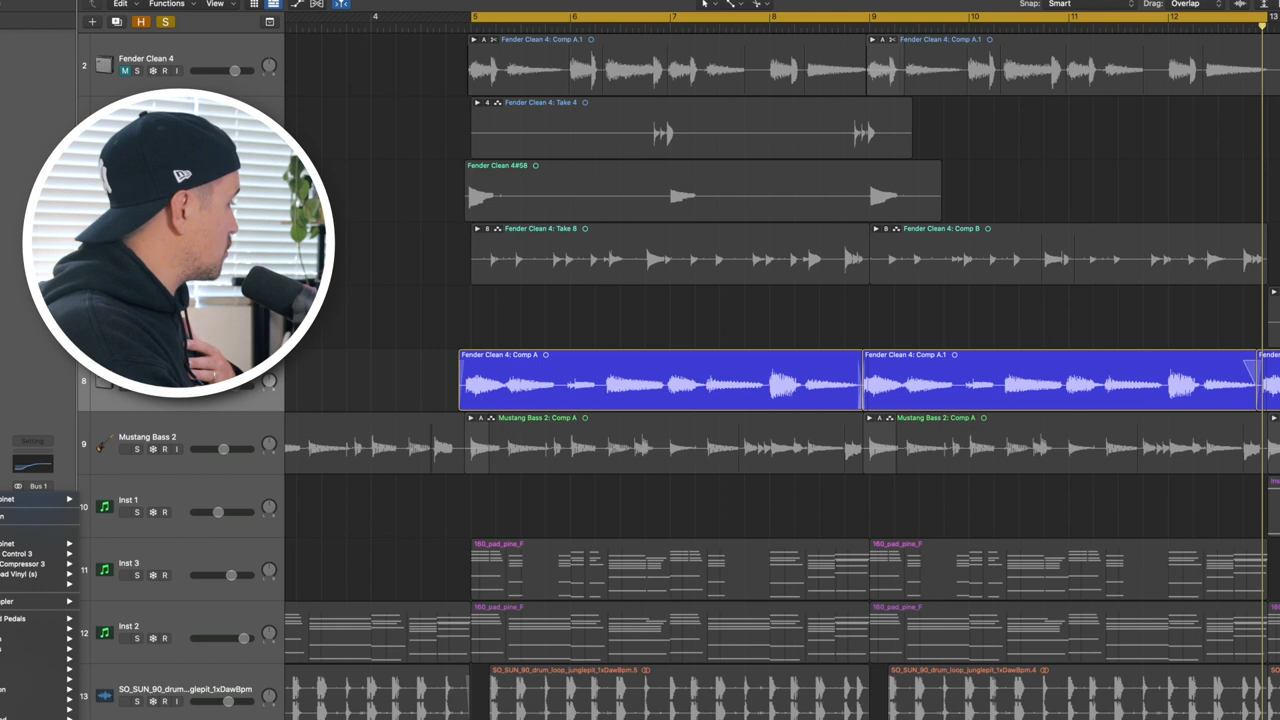 Edit Functions View Snap: Smart Drag: Overlap
4 5 6 7 8 9 10 11 12 13
H S
2 Fender Clean 4
M S R I
A Fender Clean 4: Comp A.1
A Fender Clean 4: Comp A.1
4 Fender Clean 4: Take 4
Fender Clean 4#58
8 Fender Clean 4: Take 8
B Fender Clean 4: Comp B
8
Fender Clean 4: Comp A
Fender Clean 4: Comp A.1
9 Mustang Bass 2
S R I
A Mustang Bass 2: Comp A
A Mustang Bass 2: Comp A
Setting
Bus 1
10 Inst 1
S R
11 Inst 3
S R
160_pad_pine_F
160_pad_pine_F
12 Inst 2
S R
160_pad_pine_F
160_pad_pine_F
13 SO_SUN_90_drum...glepit_1xDawBpm
S R I
SO_SUN_90_drum_loop_junglepit_1xDawBpm.5
SO_SUN_90_drum_loop_junglepit_1xDawBpm.4
Control 3
Compressor 3
Vinyl (s)
Pedals